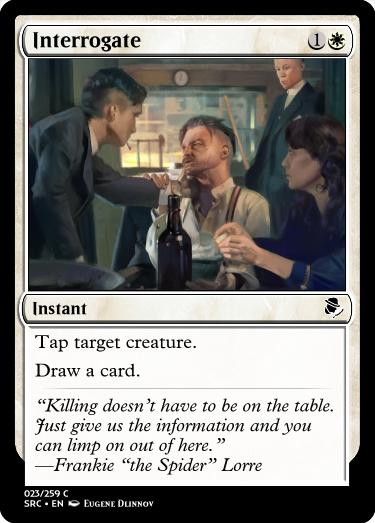 Interrogate 1
Instant
Tap target creature.
Draw a card.
“Killing doesn’t have to be on the table.
Just give us the information and you
can limp on out of here.”
—Frankie “the Spider” Lorre
023/259 C
SRC • EN Eugene Dlinnov